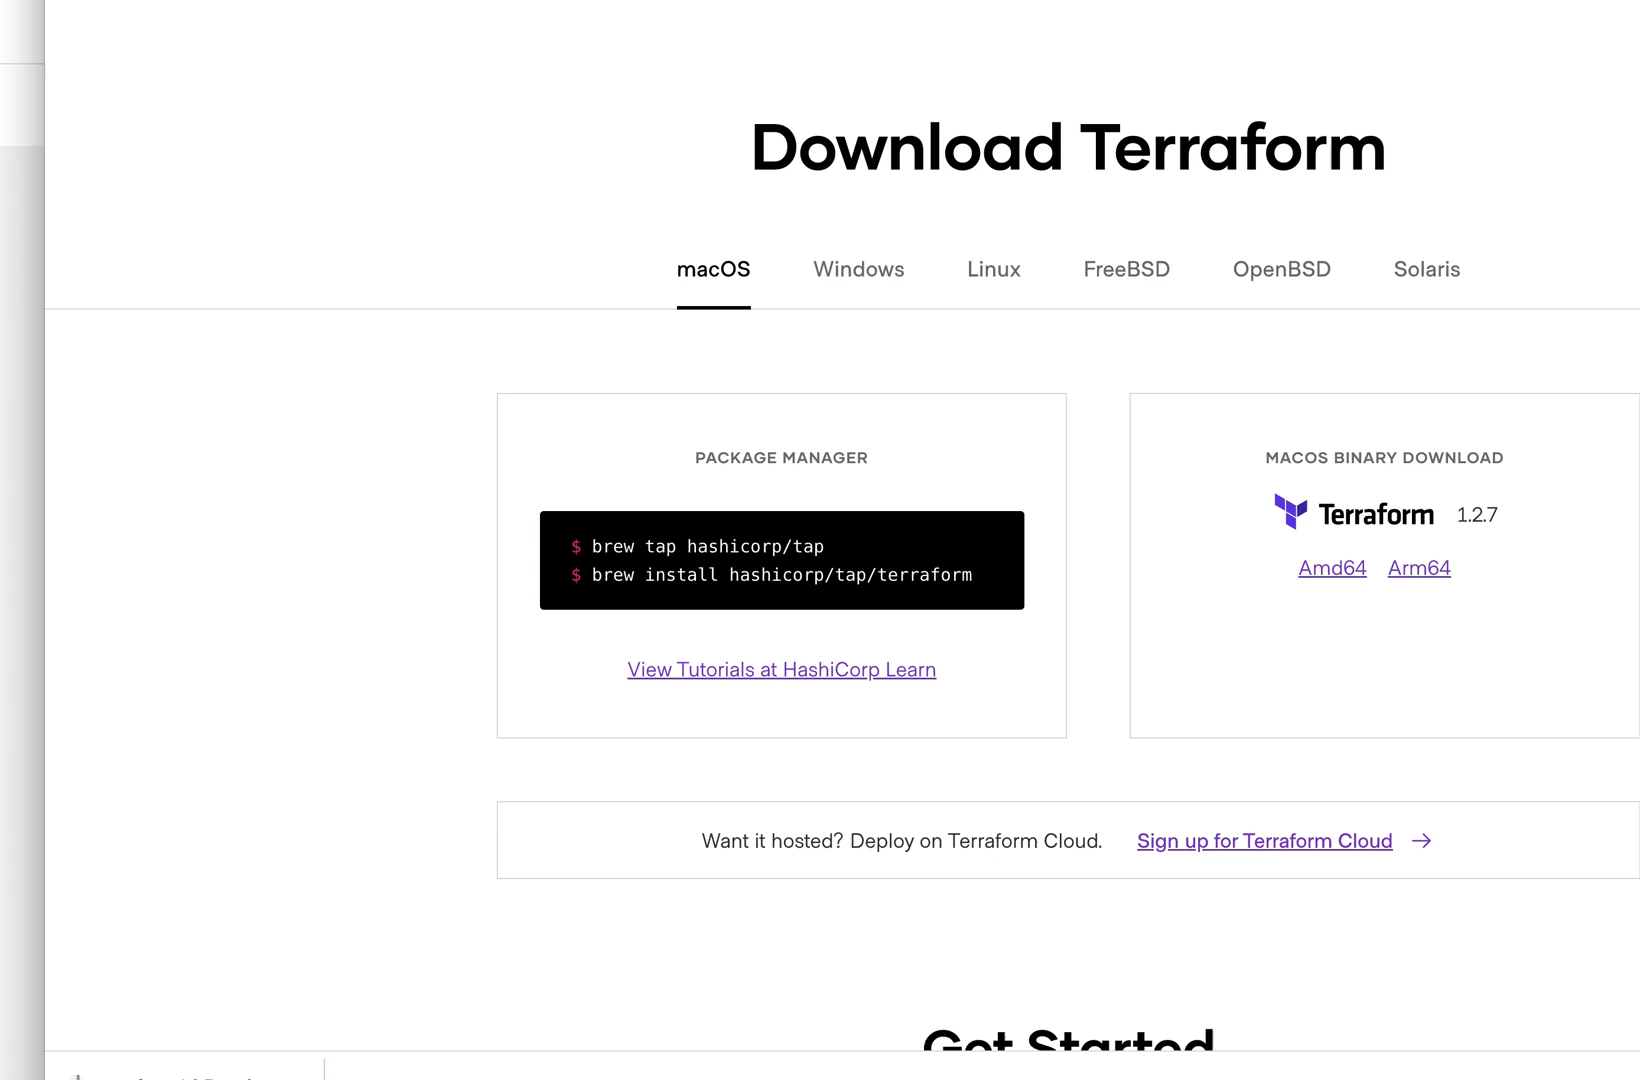 Download Terraform
macOS Windows Linux FreeBSD OpenBSD Solaris
PACKAGE MANAGER
$ brew tap hashicorp/tap
$ brew install hashicorp/tap/terraform
View Tutorials at HashiCorp Learn
MACOS BINARY DOWNLOAD
Terraform 1.2.7
Amd64 Arm64
Want it hosted? Deploy on Terraform Cloud. Sign up for Terraform Cloud →
Get Started